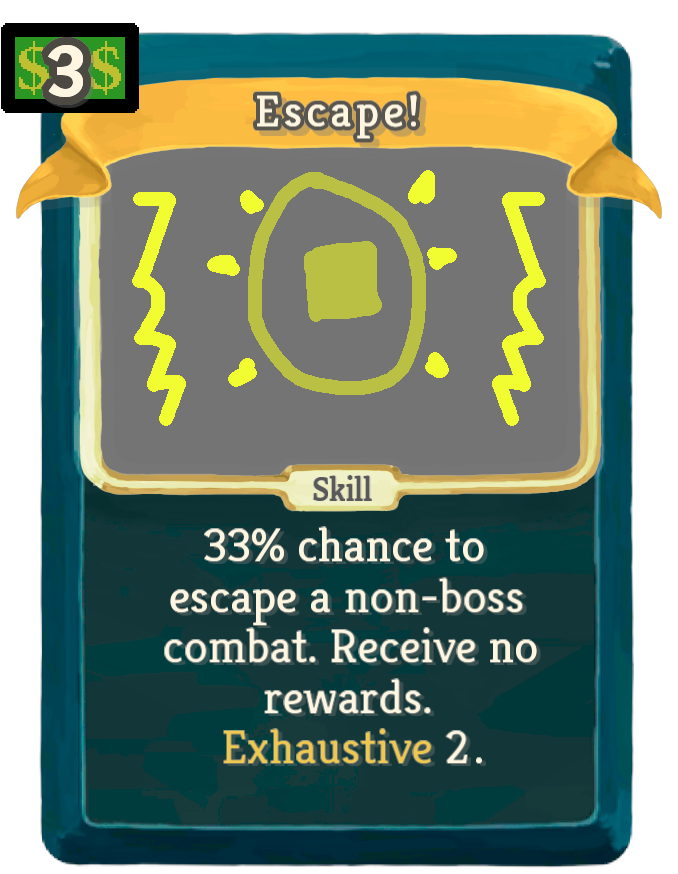 $3$
Escape!
Skill
33% chance to
escape a non-boss
combat. Receive no
rewards.
Exhaustive 2.